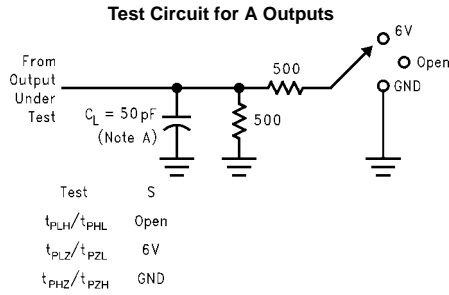 Test Circuit for A Outputs
6V
Open
GND
From
Output
Under
Test
500
C_L = 50 pF
(Note A)
500
Test S
t_PLH/t_PHL Open
t_PLZ/t_PZL 6V
t_PHZ/t_PZH GND